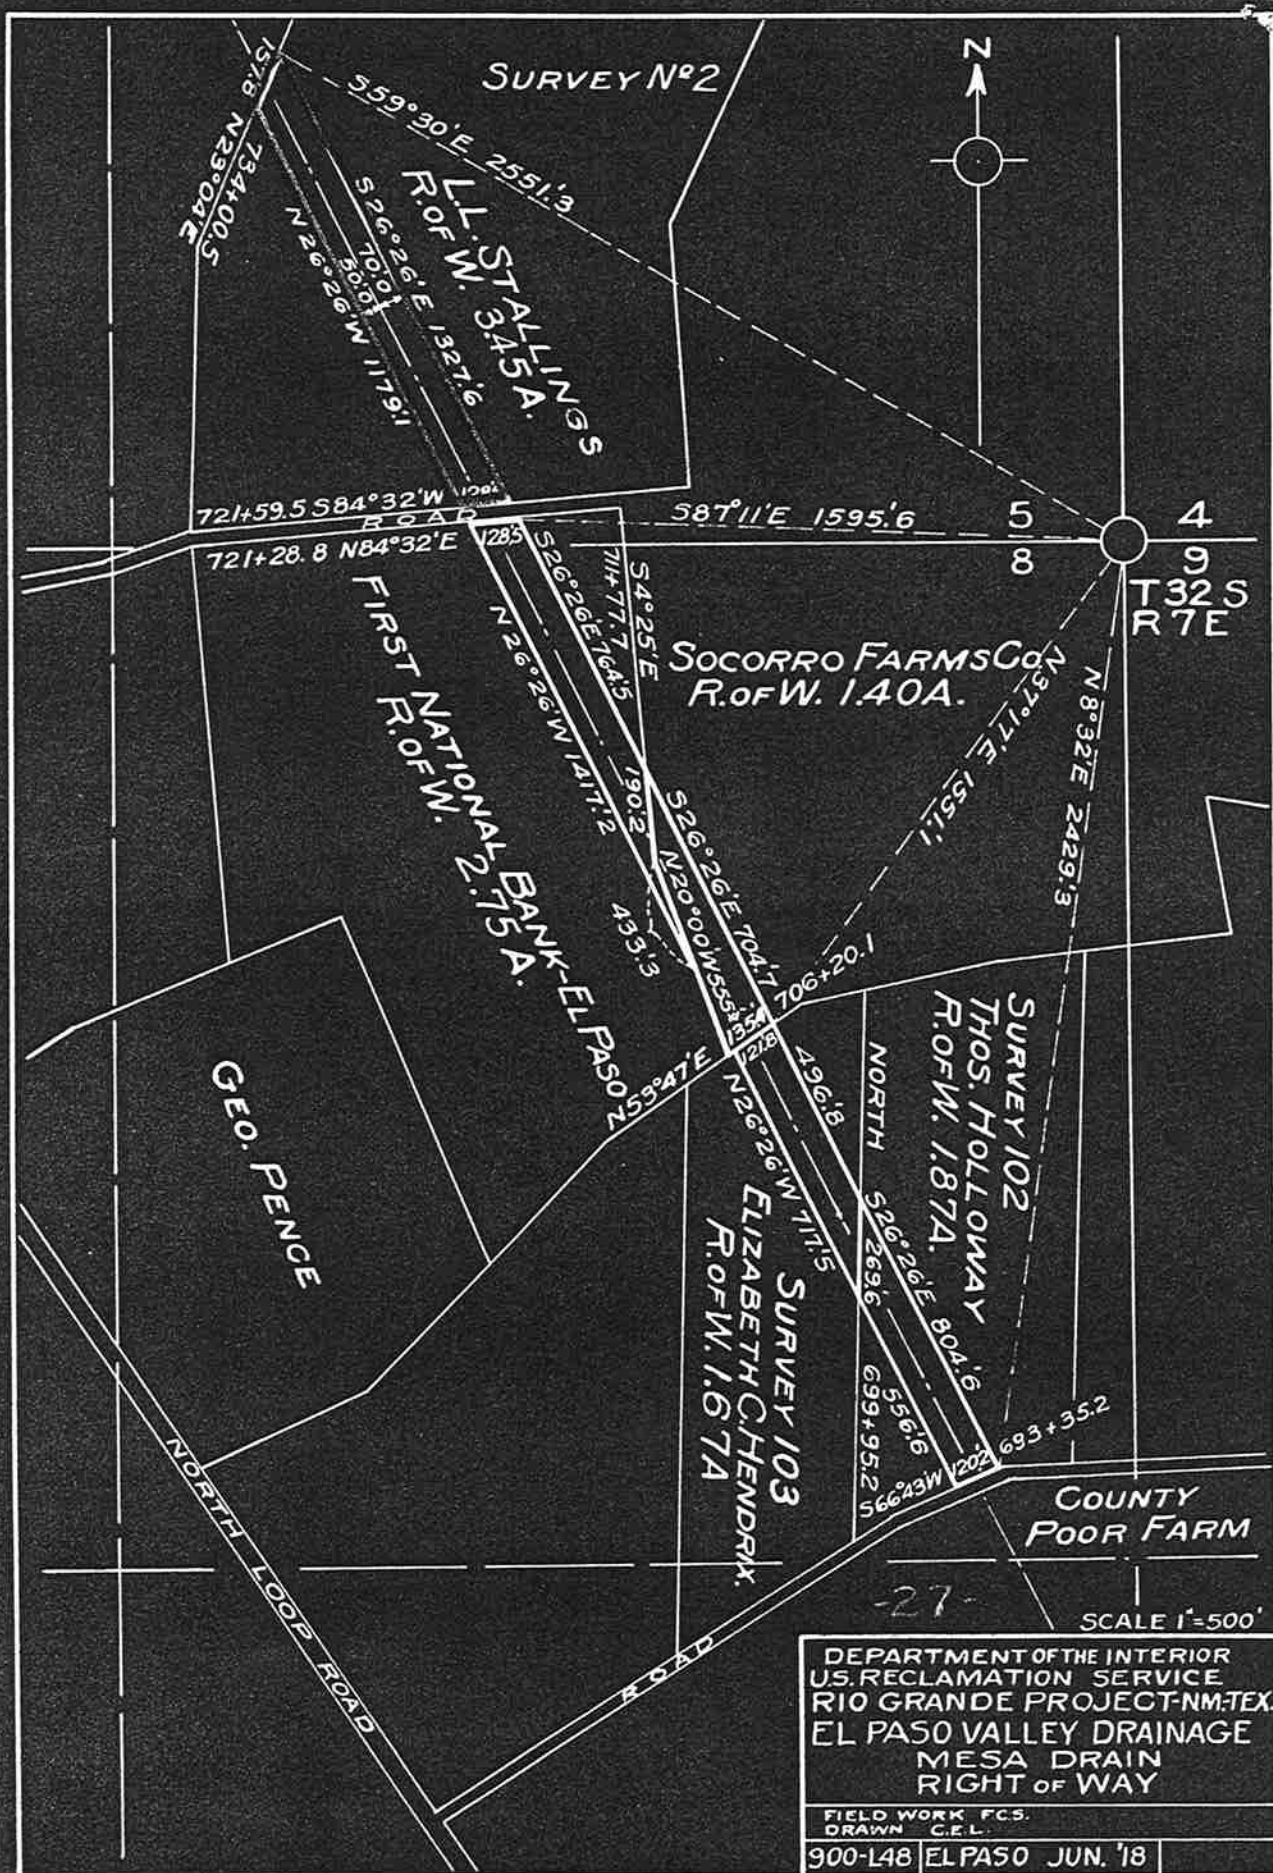 SURVEY Nº2
Z
S59°30'E 2551.'3
157.8 N29°04'E
734+00.5
L.L. STALLINGS
R.OF W. 3.45A.
S26°26'E 1327.'6
70.'0
50.'0
N26°26'W 1179.'1
721+59.5 S84°32'W
ROAD
721+28.8 N84°32'E
128.'5
S87°11'E 1595.'6
5 4
8 9
T32S
R7E
S4°25'E
711+77.7
S26°26'E 764.'5
N26°26'W 1417.'2
SOCORRO FARMS Co.
R.OF W. 1.40A.
N37°17'E 1551.'1
N8°32'E 2429.'3
FIRST NATIONAL BANK-EL PASO
R.OF W. 2.75A.
190.'2
S26°26'E 704.'7
N20°00'W 555.'4
433.'3
706+20.1
135.'4
121.'8
N53°47'E
GEO. PENCE
496.'8
NORTH
SURVEY 102
THOS. HOLLOWAY
R.OF W. 1.87A.
N26°26'W 717.'5
S26°26'E 804.'6
269.'6
SURVEY 103
ELIZABETH C. HENDRIX.
R.OF W. 1.67A
556.'6
699+95.2
693+35.2
120.'2
S66°43'W
COUNTY
POOR FARM
NORTH LOOP ROAD
ROAD
-27-
SCALE 1"=500'
DEPARTMENT OF THE INTERIOR
U.S. RECLAMATION SERVICE
RIO GRANDE PROJECT-NM.-TEX.
EL PASO VALLEY DRAINAGE
MESA DRAIN
RIGHT OF WAY
FIELD WORK F.C.S.
DRAWN C.E.L.
900-L48 EL PASO JUN. '18